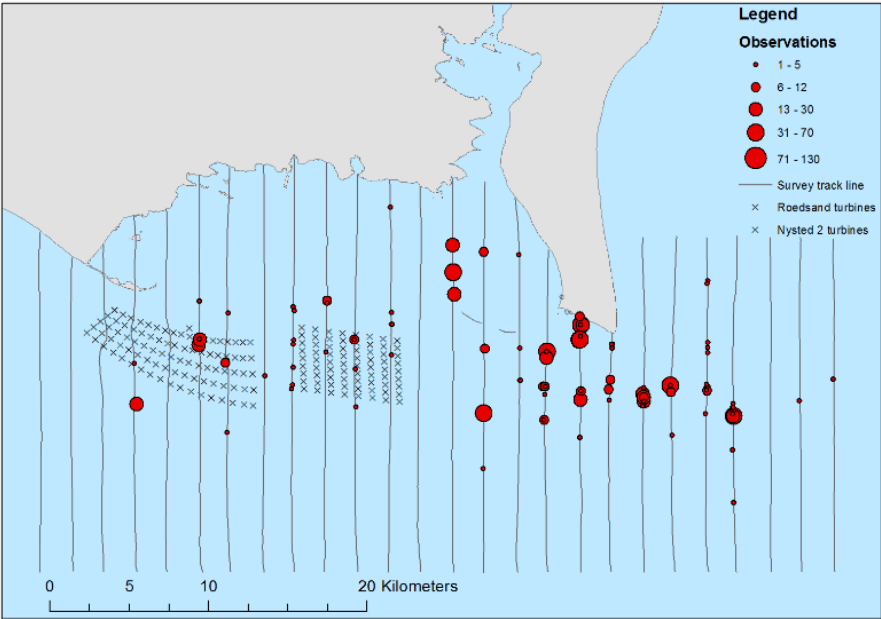 Legend
Observations
1 - 5
6 - 12
13 - 30
31 - 70
71 - 130
Survey track line
Roedsand turbines
Nysted 2 turbines
0 5 10 20 Kilometers